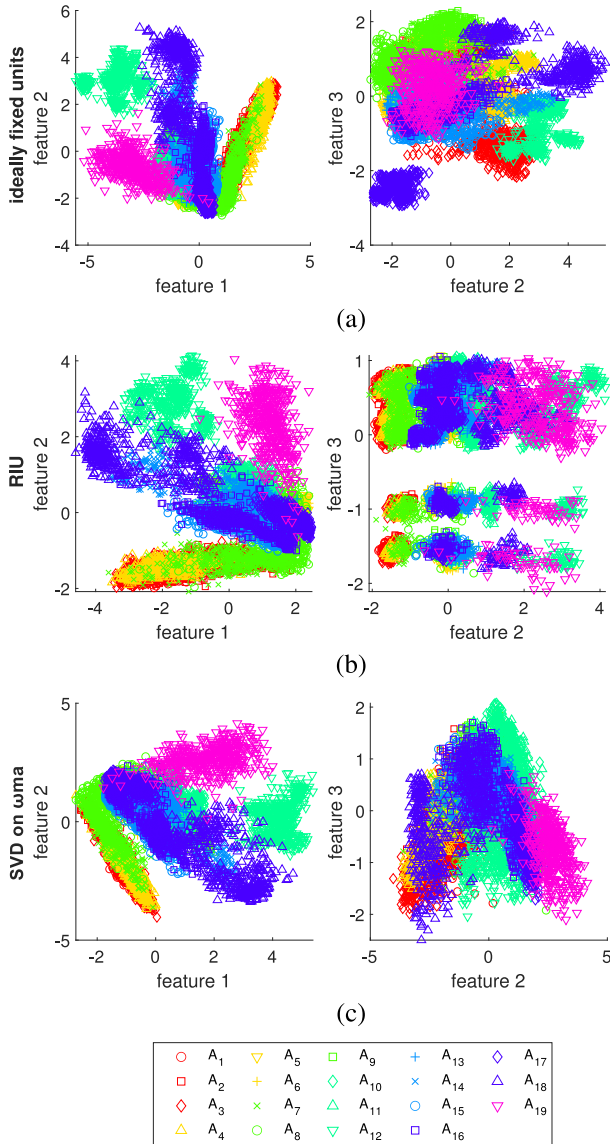 ideally fixed units
feature 2
6
4
2
0
-2
-4
-5
0
5
feature 1
feature 3
2
1
0
-1
-2
-3
-4
-2
0
2
4
feature 2
(a)
RIU
feature 2
4
2
0
-2
-4
-2
0
2
feature 1
feature 3
1
0
-1
-2
-2
0
2
4
feature 2
(b)
SVD on ωma
feature 2
5
0
-5
-2
0
2
4
feature 1
feature 3
2
1
0
-1
-2
-5
0
5
feature 2
(c)
A1 A5 A9 A13 A17
A2 A6 A10 A14 A18
A3 A7 A11 A15 A19
A4 A8 A12 A16